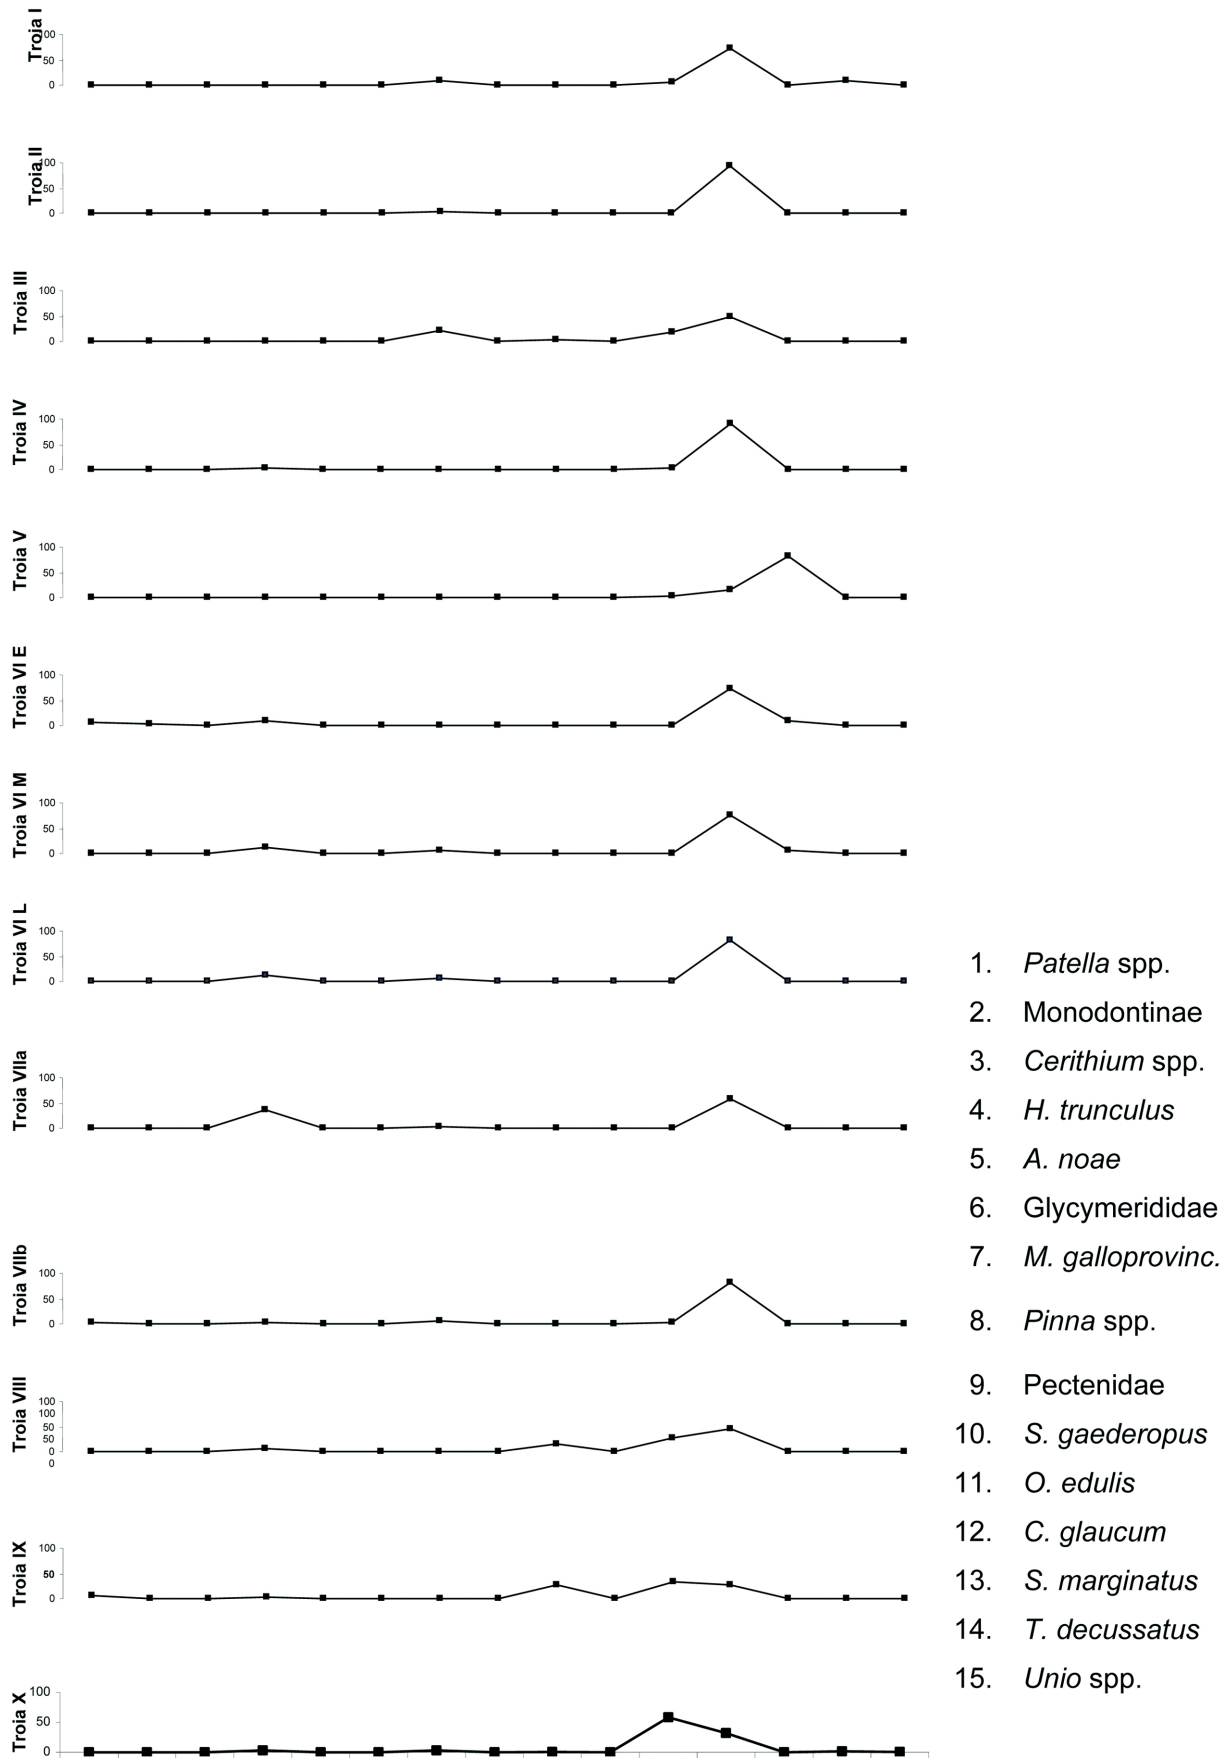 Troia I
100
50
0
Troia II
100
50
0
Troia III
100
50
0
Troia IV
100
50
0
Troia V
100
50
0
Troia VI E
100
50
0
Troia VI M
100
50
0
Troia VI L
100
50
0
Troia VIIa
100
50
0
Troia VIIb
100
50
0
Troia VIII
100
100
50
50
0
0
Troia IX
100
50
0
Troia X
100
50
0
1. Patella spp.
2. Monodontinae
3. Cerithium spp.
4. H. trunculus
5. A. noae
6. Glycymerididae
7. M. galloprovinc.
8. Pinna spp.
9. Pectenidae
10. S. gaederopus
11. O. edulis
12. C. glaucum
13. S. marginatus
14. T. decussatus
15. Unio spp.